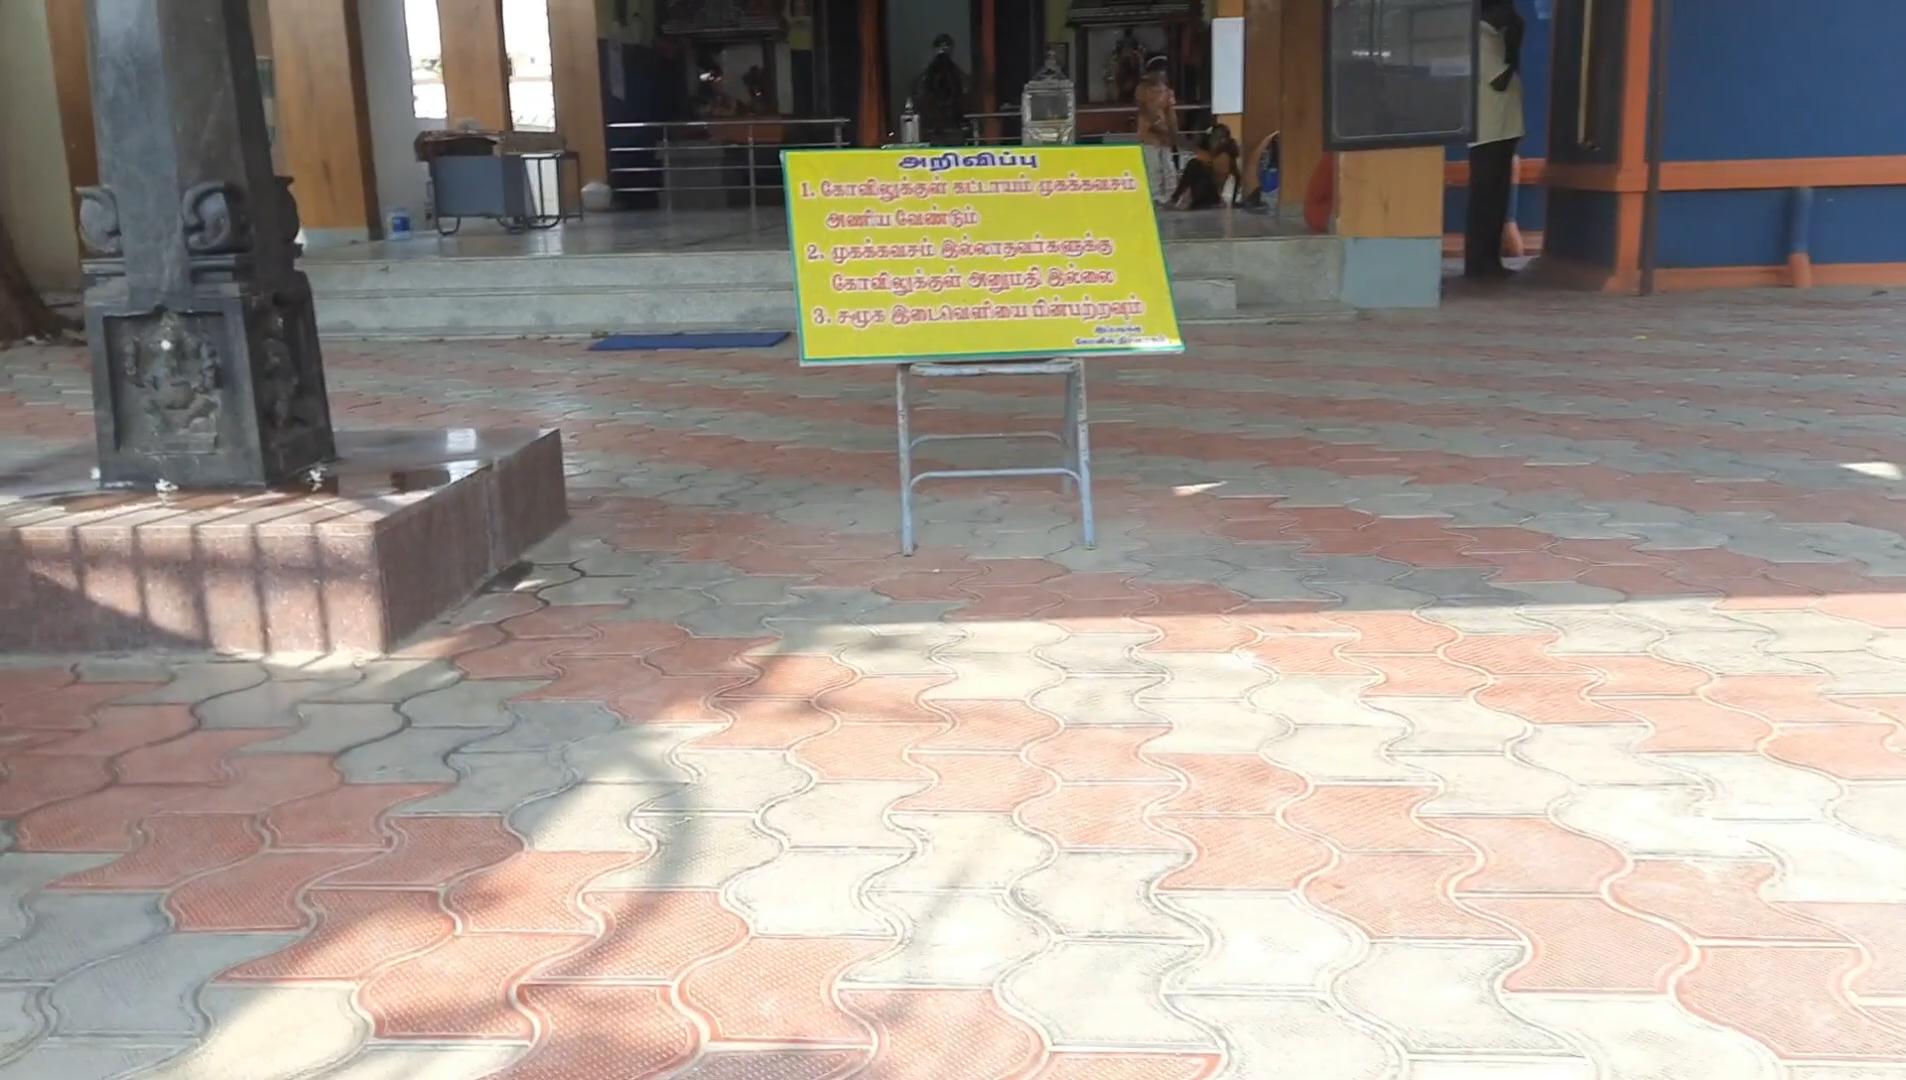 அறிவிப்பு
1. கோவிலுக்குள் கட்டாயம் முகக்கவசம்
அணிய வேண்டும்
2. முகக்கவசம் இல்லாதவர்களுக்கு
கோவிலுக்குள் அனுமதி இல்லை
3. சமூக இடைவெளியை பின்பற்றவும்
இப்படிக்கு
கோவில் நிர்வாகம்